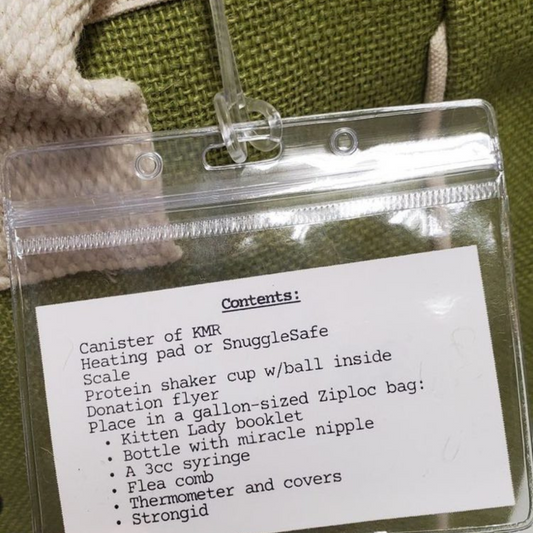 Contents:
Canister of KMR
Heating pad or SnuggleSafe
Scale
Protein shaker cup w/ball inside
Donation flyer
Place in a gallon-sized Ziploc bag:
• Kitten Lady booklet
• Bottle with miracle nipple
• A 3cc syringe
• Flea comb
• Thermometer and covers
• Strongid